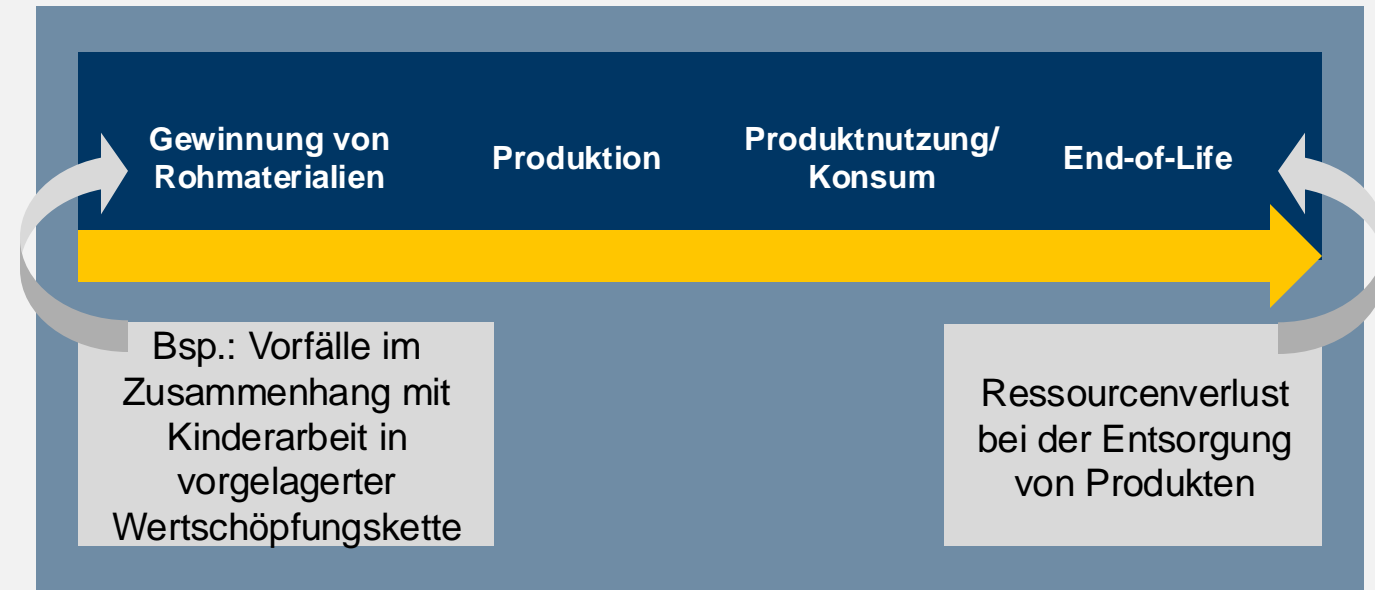 Gewinnung von
Rohmaterialien
Produktion
Produktnutzung/
Konsum
End-of-Life
Bsp.: Vorfälle im
Zusammenhang mit
Kinderarbeit in
vorgelagerter
Wertschöpfungskette
Ressourcenverlust
bei der Entsorgung
von Produkten